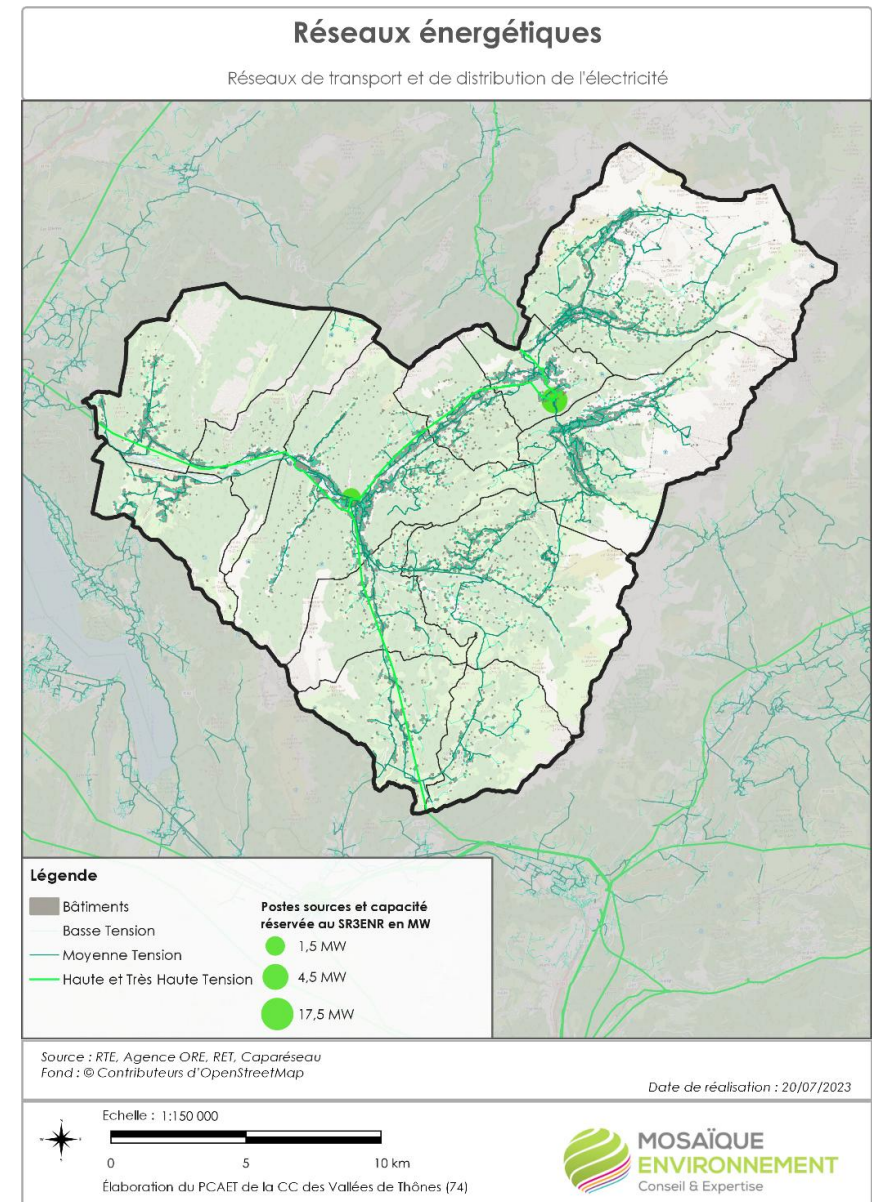 Réseaux énergétiques
Réseaux de transport et de distribution de l'électricité
Légende
Bâtiments
Basse Tension
Moyenne Tension
Haute et Très Haute Tension
Postes sources et capacité
réservée au SR3ENR en MW
1,5 MW
4,5 MW
17,5 MW
Source : RTE, Agence ORE, RET, Caparéseau
Fond : © Contributeurs d'OpenStreetMap
Date de réalisation : 20/07/2023
Echelle : 1:150 000
0 5 10 km
Élaboration du PCAET de la CC des Vallées de Thônes (74)
MOSAÏQUE
ENVIRONNEMENT
Conseil & Expertise